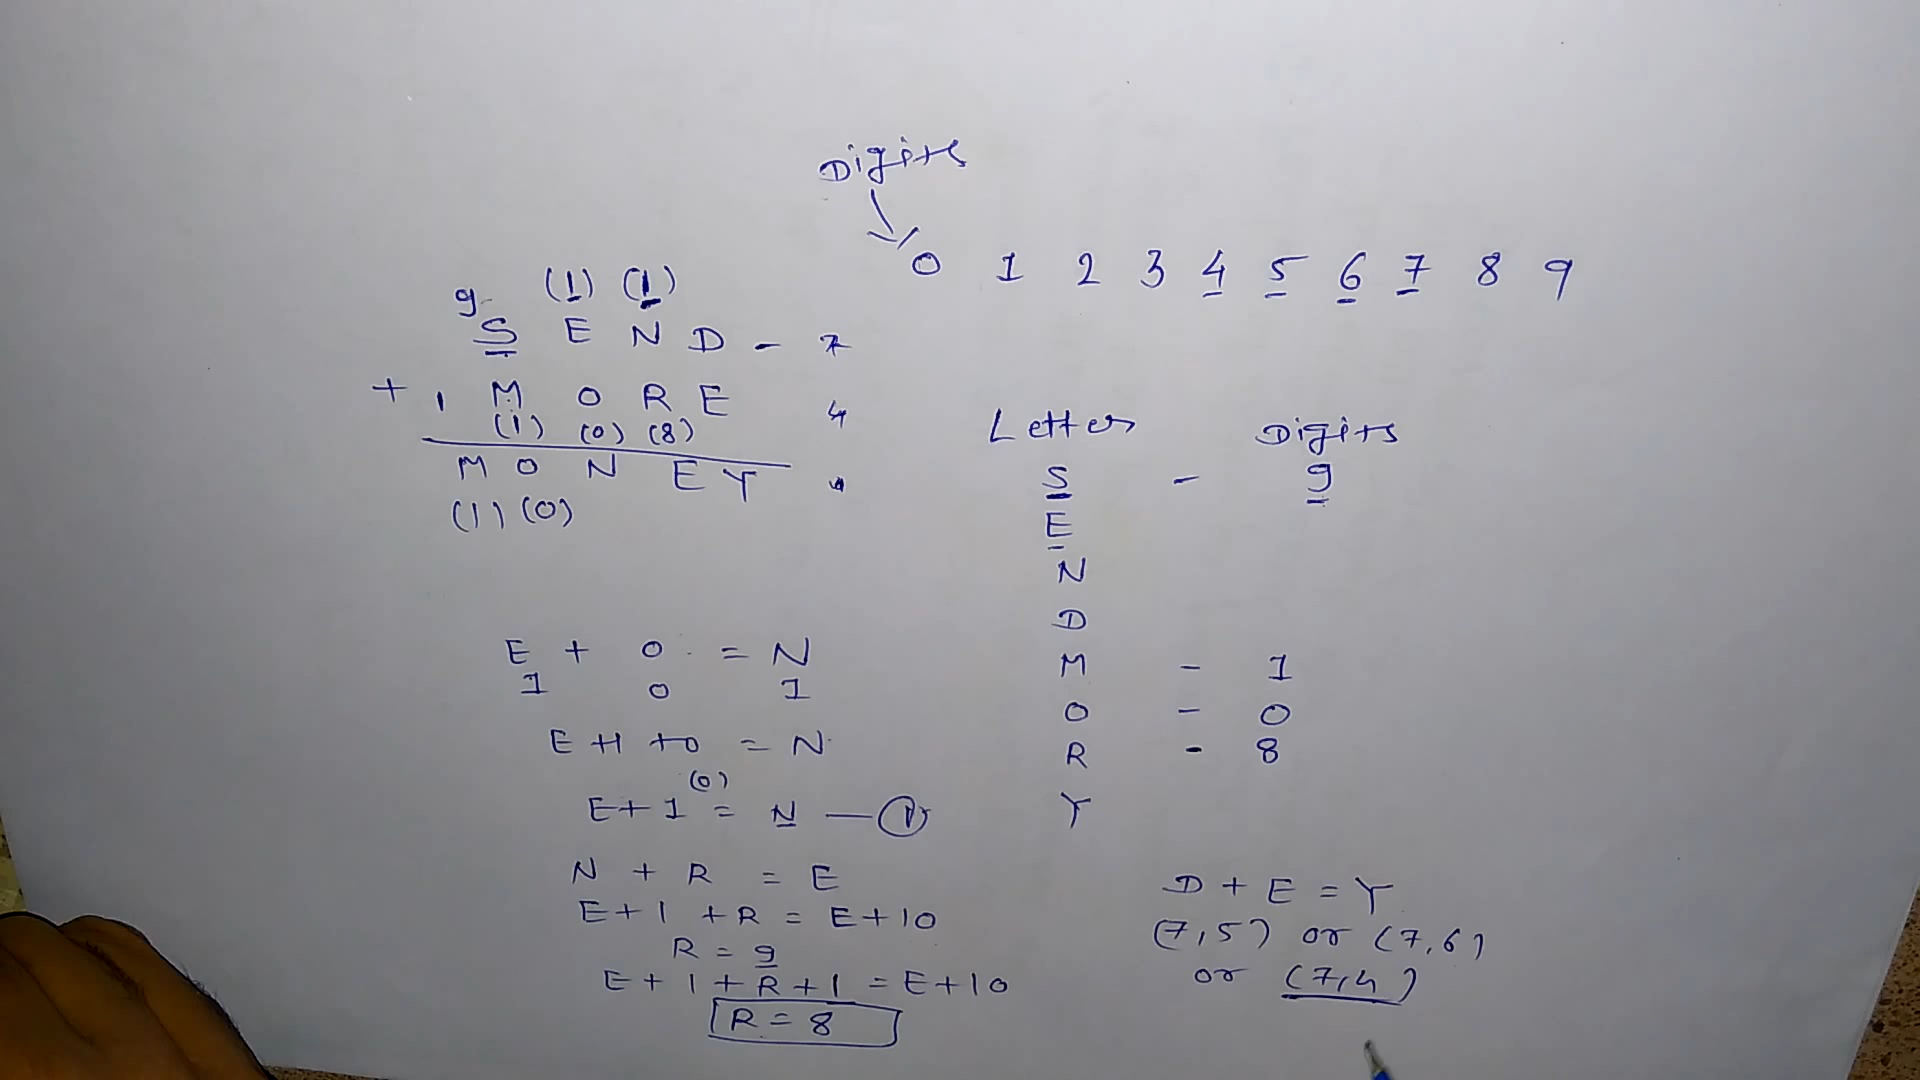 Digits
0 1 2 3 4 5 6 7 8 9
9 (1) (1)
S E N D - 7
+ 1 M O R E 4
(1) (0) (8)
M O N E Y
(1) (0)
Letters Digits
S - 9
E
N
D
M - 1
O - 0
R - 8
Y
E + 0 = N
1 0 1
E+1 +0 = N
(0)
E+1 = N — 1
N + R = E
E+1 +R = E+10
R = 9
E+1+R+1 = E+10
R = 8
D + E = Y
(7,5) or (7,6)
or (7,4)